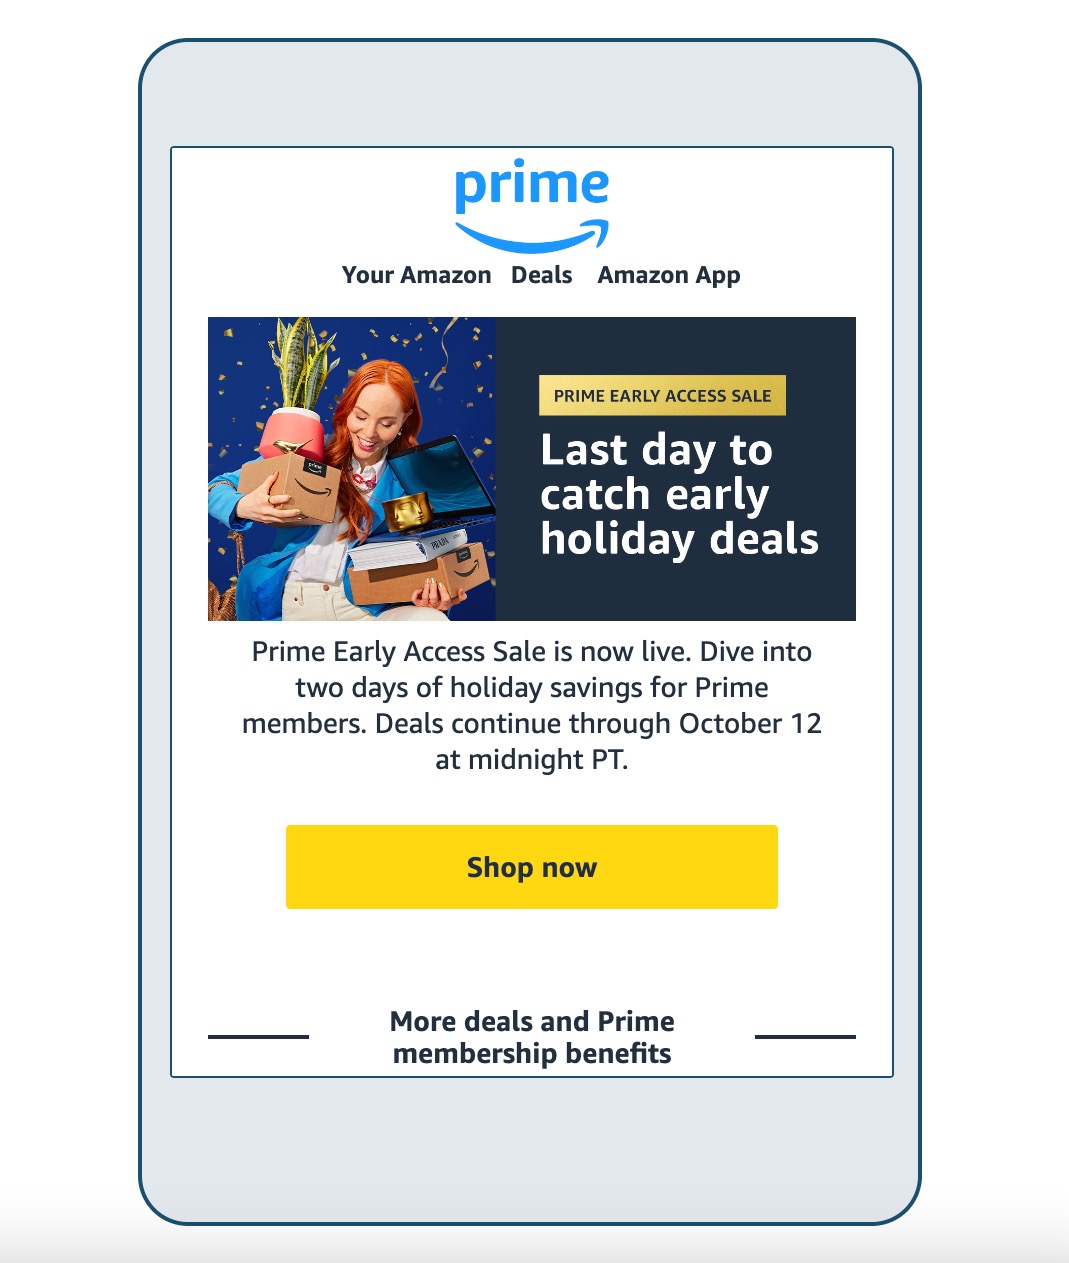 prime
Your Amazon Deals Amazon App
prime
PRADA
PRIME EARLY ACCESS SALE
Last day to
catch early
holiday deals
Prime Early Access Sale is now live. Dive into
two days of holiday savings for Prime
members. Deals continue through October 12
at midnight PT.
Shop now
More deals and Prime
membership benefits